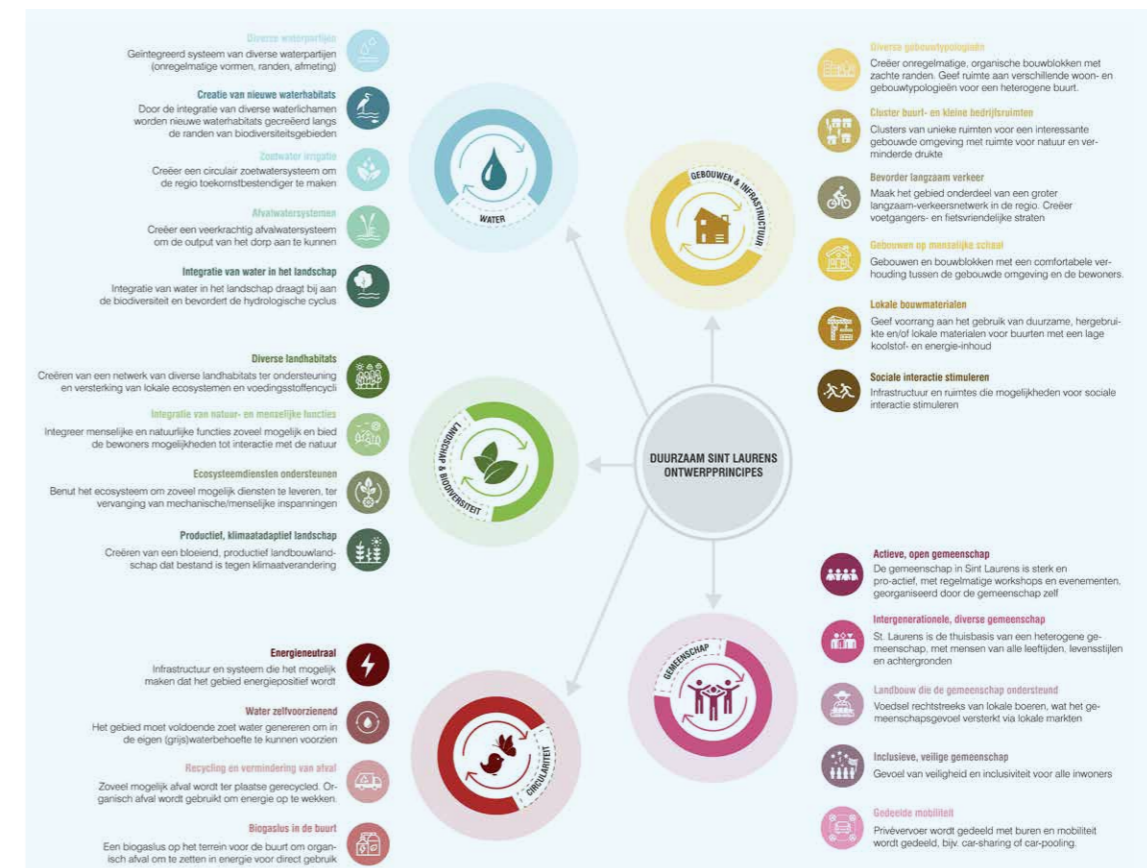 Diverse waterpartijen
Geïntegreerd systeem van diverse waterpartijen
(onregelmatige vormen, randen, afmeting)
Creatie van nieuwe waterhabitats
Door de integratie van diverse waterlichamen
worden nieuwe waterhabitats gecreëerd langs
de randen van biodiversiteitsgebieden
Zoetwater irrigatie
Creëer een circulair zoetwatersysteem om
de regio toekomstbestendiger te maken
Afvalwatersystemen
Creëer een veerkrachtig afvalwatersysteem
om de output van het dorp aan te kunnen
Integratie van water in het landschap
Integratie van water in het landschap draagt bij aan
de biodiversiteit en bevordert de hydrologische cyclus
WATER
Diverse landhabitats
Creëren van een netwerk van diverse landhabitats ter ondersteuning
en versterking van lokale ecosystemen en voedingsstoffencycli
Integratie van natuur- en menselijke functies
Integreer menselijke en natuurlijke functies zoveel mogelijk en bied
de bewoners mogelijkheden tot interactie met de natuur
Ecosysteemdiensten ondersteunen
Benut het ecosysteem om zoveel mogelijk diensten te leveren, ter
vervanging van mechanische/menselijke inspanningen
Productief, klimaatadaptief landschap
Creëren van een bloeiend, productief landbouwland-
schap dat bestand is tegen klimaatverandering
LANDSCHAP & BIODIVERSITEIT
Energieneutraal
Infrastructuur en systeem die het mogelijk
maken dat het gebied energiepositief wordt
Water zelfvoorzienend
Het gebied moet voldoende zoet water genereren om in
de eigen (grijs)waterbehoefte te kunnen voorzien
Recycling en vermindering van afval
Zoveel mogelijk afval wordt ter plaatse gerecycled. Or-
ganisch afval wordt gebruikt om energie op te wekken.
Biogaslus in de buurt
Een biogaslus op het terrein voor de buurt om organ-
isch afval om te zetten in energie voor direct gebruik
CIRCULARITEIT
DUURZAAM SINT LAURENS
ONTWERPPRINCIPES
GEBOUWEN & INFRASTRUCTUUR
Diverse gebouwtypologieën
Creëer onregelmatige, organische bouwblokken met
zachte randen. Geef ruimte aan verschillende woon- en
gebouwtypologieën voor een heterogene buurt.
Cluster buurt- en kleine bedrijfsruimten
Clusters van unieke ruimten voor een interessante
gebouwde omgeving met ruimte voor natuur en ver-
minderde drukte
Bevorder langzaam verkeer
Maak het gebied onderdeel van een groter
langzaam-verkeersnetwerk in de regio. Creëer
voetgangers- en fietsvriendelijke straten
Gebouwen op menselijke schaal
Gebouwen en bouwblokken met een comfortabele ver-
houding tussen de gebouwde omgeving en de bewoners.
Lokale bouwmaterialen
Geef voorrang aan het gebruik van duurzame, hergebrui-
kte en/of lokale materialen voor buurten met een lage
koolstof- en energie-inhoud
Sociale interactie stimuleren
Infrastructuur en ruimtes die mogelijkheden voor sociale
interactie stimuleren
GEMEENSCHAP
Actieve, open gemeenschap
De gemeenschap in Sint Laurens is sterk en
pro-actief, met regelmatige workshops en evenementen,
georganiseerd door de gemeenschap zelf
Intergenerationele, diverse gemeenschap
St. Laurens is de thuisbasis van een heterogene ge-
meenschap, met mensen van alle leeftijden, levensstijlen
en achtergronden
Landbouw die de gemeenschap ondersteund
Voedsel rechtstreeks van lokale boeren, wat het ge-
meenschapsgevoel versterkt via lokale markten
Inclusieve, veilige gemeenschap
Gevoel van veiligheid en inclusiviteit voor alle inwoners
Gedeelde mobiliteit
Privévervoer wordt gedeeld met buren en mobiliteit
wordt gedeeld, bijv. car-sharing of car-pooling.